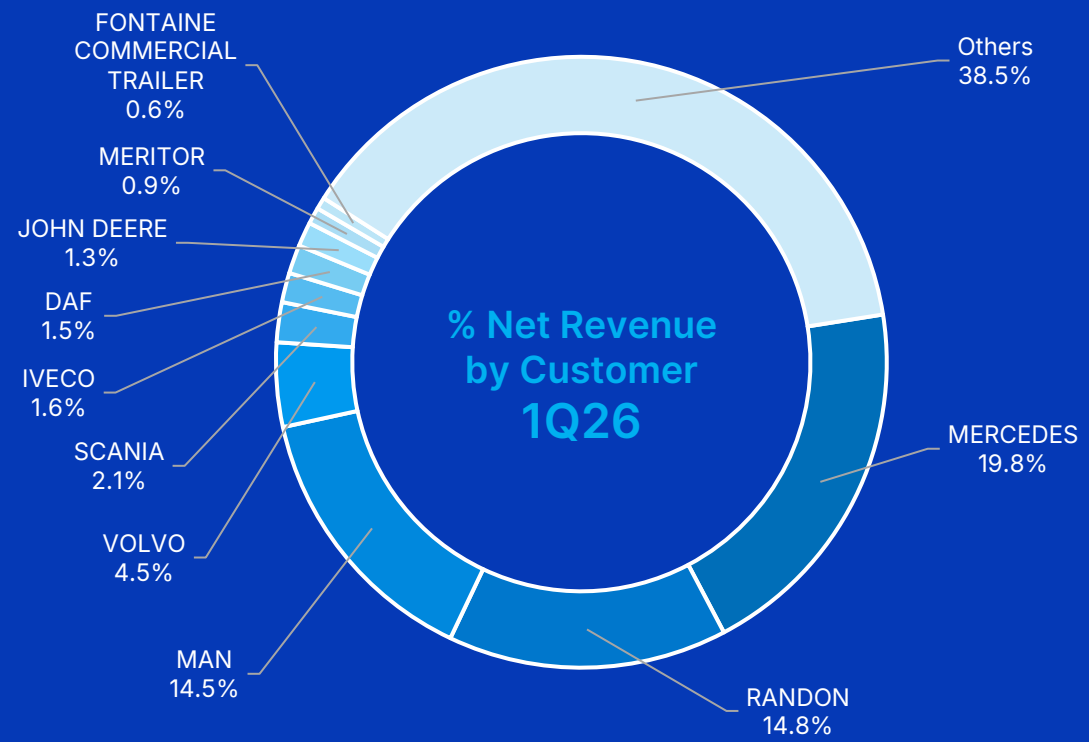 FONTAINE
COMMERCIAL
TRAILER
0.6%
MERITOR
0.9%
JOHN DEERE
1.3%
DAF
1.5%
IVECO
1.6%
SCANIA
2.1%
VOLVO
4.5%
MAN
14.5%
% Net Revenue
by Customer
1Q26
Others
38.5%
MERCEDES
19.8%
RANDON
14.8%